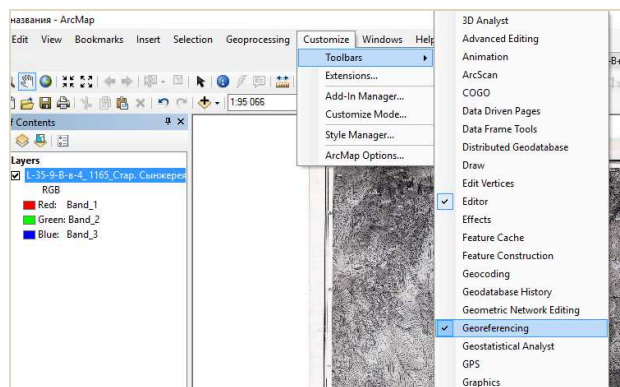 названия - ArcMap
Edit View Bookmarks Insert Selection Geoprocessing Customize Windows Help
1:95 066
f Contents
Layers
L-35-9-В-в-4_1165_Стар. Сынжерея
RGB
Red: Band_1
Green: Band_2
Blue: Band_3
Toolbars
Extensions...
Add-In Manager...
Customize Mode...
Style Manager...
ArcMap Options...
3D Analyst
Advanced Editing
Animation
ArcScan
COGO
Data Driven Pages
Data Frame Tools
Distributed Geodatabase
Draw
Edit Vertices
Editor
Effects
Feature Cache
Feature Construction
Geocoding
Geodatabase History
Geometric Network Editing
Georeferencing
Geostatistical Analyst
GPS
Graphics